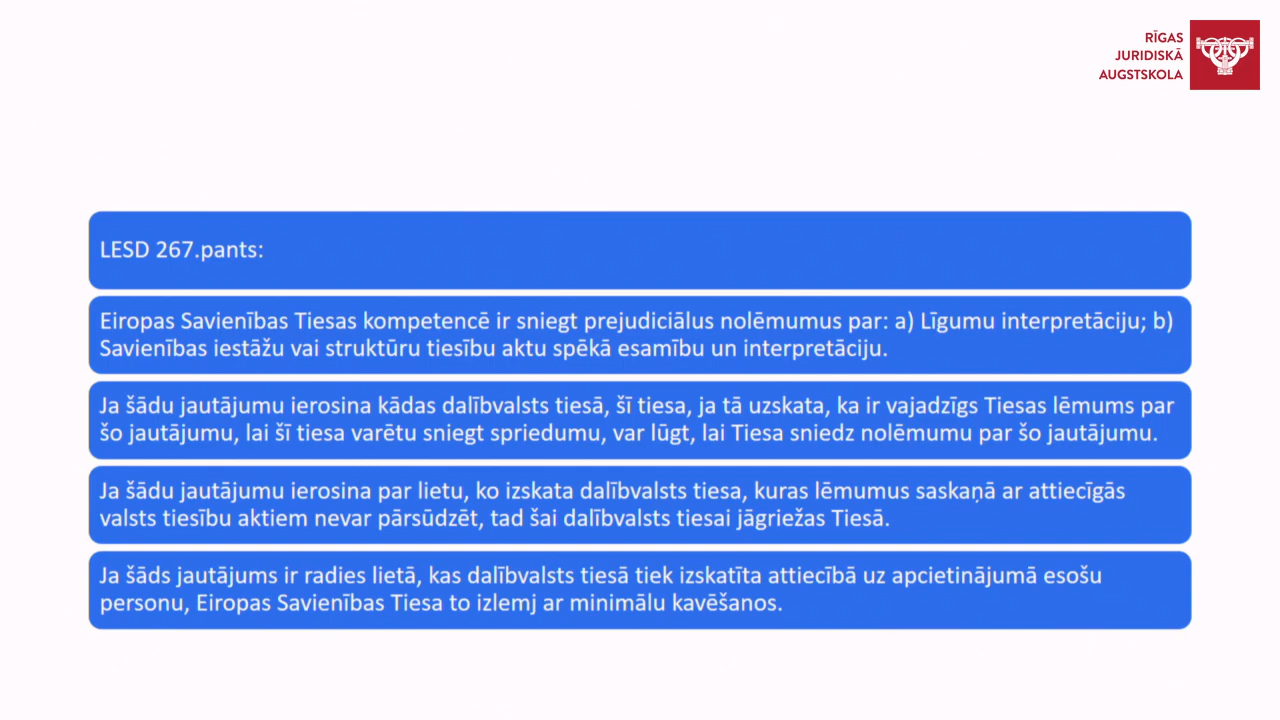 RĪGAS
JURIDISKĀ
AUGSTSKOLA
LESD 267.pants:
Eiropas Savienības Tiesas kompetencē ir sniegt prejudiciālus nolēmumus par: a) Līgumu interpretāciju; b)
Savienības iestāžu vai struktūru tiesību aktu spēkā esamību un interpretāciju.
Ja šādu jautājumu ierosina kādas dalībvalsts tiesā, šī tiesa, ja tā uzskata, ka ir vajadzīgs Tiesas lēmums par
šo jautājumu, lai šī tiesa varētu sniegt spriedumu, var lūgt, lai Tiesa sniedz nolēmumu par šo jautājumu.
Ja šādu jautājumu ierosina par lietu, ko izskata dalībvalsts tiesa, kuras lēmumus saskaņā ar attiecīgās
valsts tiesību aktiem nevar pārsūdzēt, tad šai dalībvalsts tiesai jāgriežas Tiesā.
Ja šāds jautājums ir radies lietā, kas dalībvalsts tiesā tiek izskatīta attiecībā uz apcietinājumā esošu
personu, Eiropas Savienības Tiesa to izlemj ar minimālu kavēšanos.